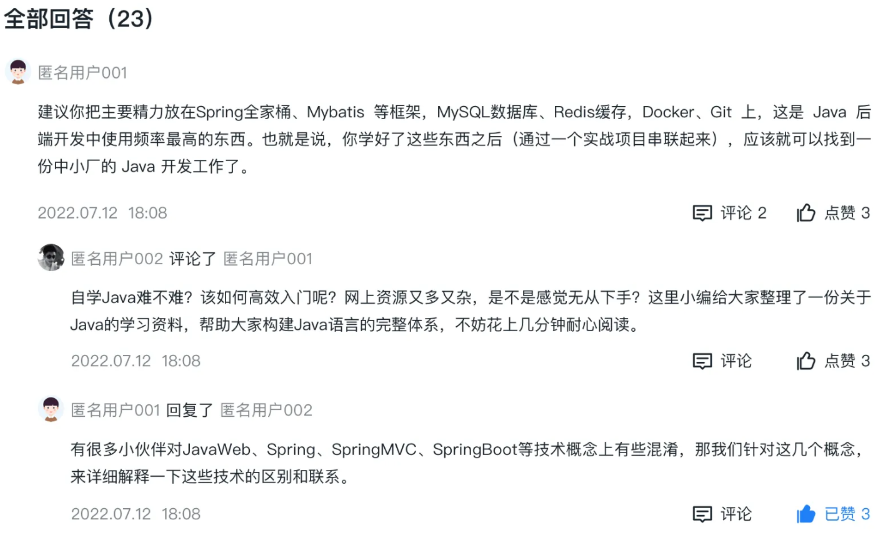 全部回答（23）
匿名用户001
建议你把主要精力放在Spring全家桶、Mybatis 等框架，MySQL数据库、Redis缓存，Docker、Git 上，这是 Java 后
端开发中使用频率最高的东西。也就是说，你学好了这些东西之后（通过一个实战项目串联起来），应该就可以找到一
份中小厂的 Java 开发工作了。
2022.07.12 18:08 评论 2 点赞 3
匿名用户002 评论了 匿名用户001
自学Java难不难？该如何高效入门呢？网上资源又多又杂，是不是感觉无从下手？这里小编给大家整理了一份关于
Java的学习资料，帮助大家构建Java语言的完整体系，不妨花上几分钟耐心阅读。
2022.07.12 18:08 评论 点赞 3
匿名用户001 回复了 匿名用户002
有很多小伙伴对JavaWeb、Spring、SpringMVC、SpringBoot等技术概念上有些混淆，那我们针对这几个概念，
来详细解释一下这些技术的区别和联系。
2022.07.12 18:08 评论 已赞 3